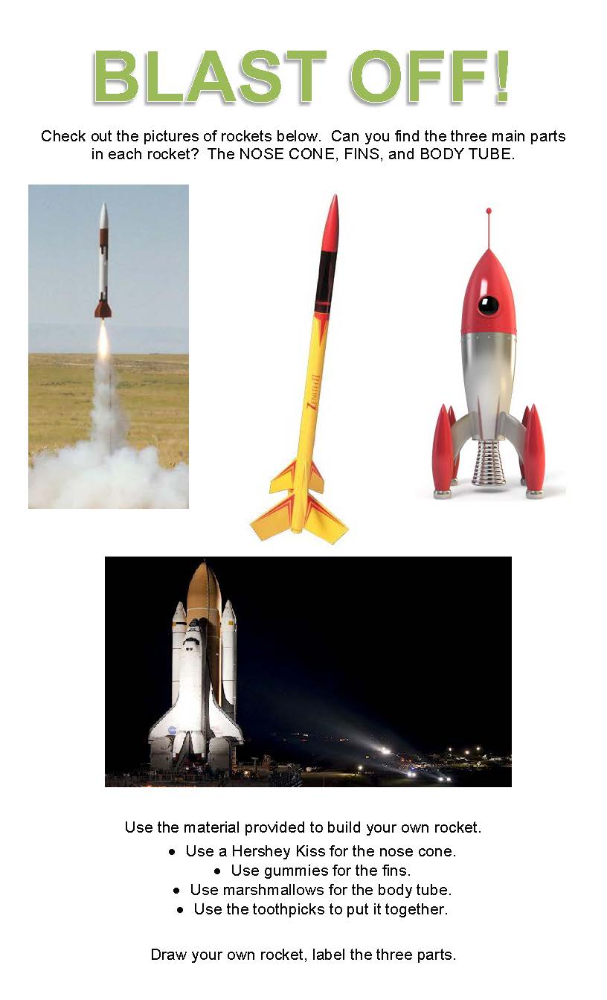 BLAST OFF!
Check out the pictures of rockets below.  Can you find the three main parts
in each rocket?  The NOSE CONE, FINS, and BODY TUBE.
ZENITH II
Use the material provided to build your own rocket.
• Use a Hershey Kiss for the nose cone.
• Use gummies for the fins.
• Use marshmallows for the body tube.
• Use the toothpicks to put it together.
Draw your own rocket, label the three parts.